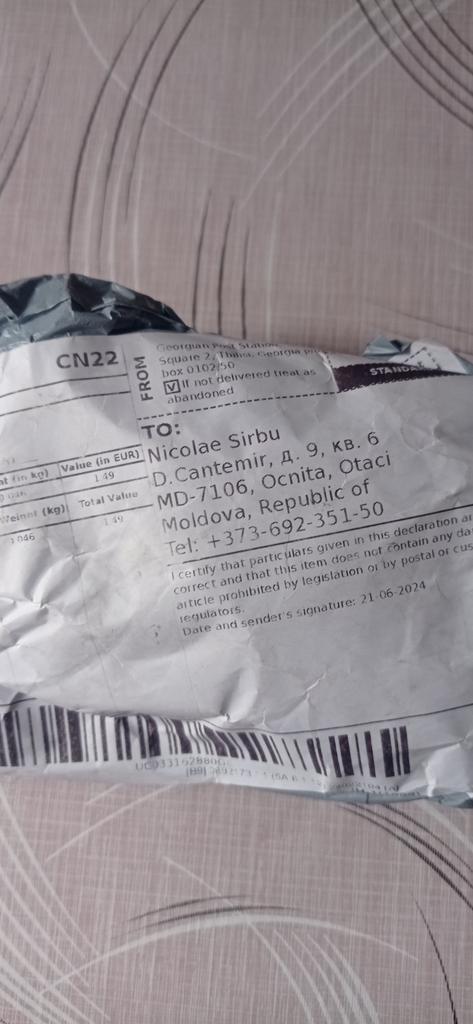 CN22
FROM
Georgian Post Station
Square 2, Tbilisi, Georgia
box 0102/50
V If not delivered treat as
abandoned
STANDA
TO:
Nicolae Sirbu
D.Cantemir, д. 9, кв. 6
MD-7106, Ocnita, Otaci
Moldova, Republic of
Tel: +373-692-351-50
(in kg) Value (in EUR)
1.49
Weight (kg) Total Value
1.49
I certify that particulars given in this declaration
correct and that this item does not contain any
article prohibited by legislation or by postal or
regulators.
Date and sender's signature: 21-06-2024